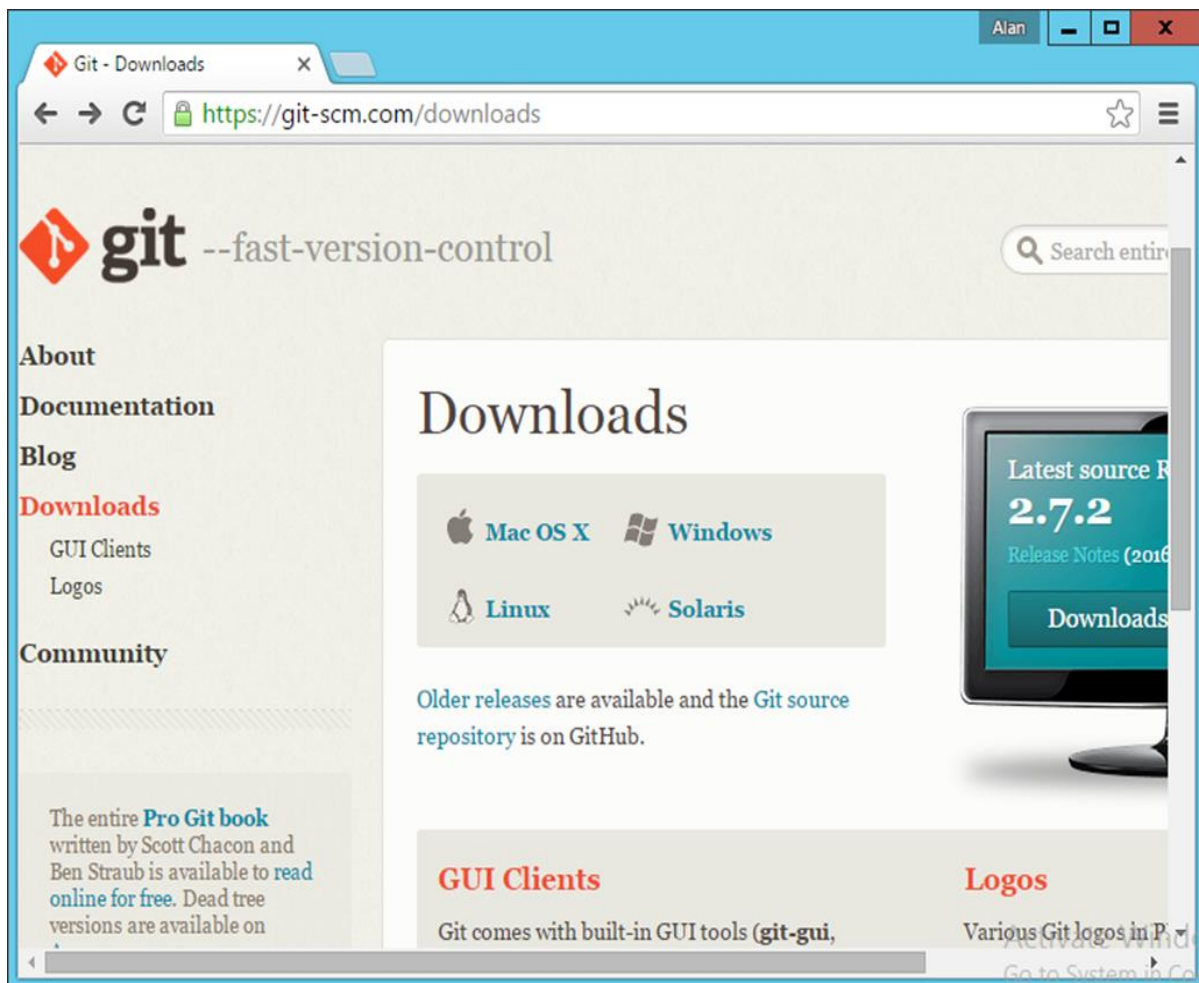 Alan
Git - Downloads
https://git-scm.com/downloads
git --fast-version-control
Search
About
Documentation
Blog
Downloads
GUI Clients
Logos
Community
The entire Pro Git book
written by Scott Chacon and
Ben Straub is available to read
online for free. Dead tree
versions are available on
Downloads
Mac OS X
Windows
Linux
Solaris
Older releases are available and the Git source
repository is on GitHub.
Latest source
2.7.2
Release Notes (2016
Downloads
GUI Clients
Git comes with built-in GUI tools (git-gui,
Logos
Various Git logos in P
Activate Windo
Go to System in Co